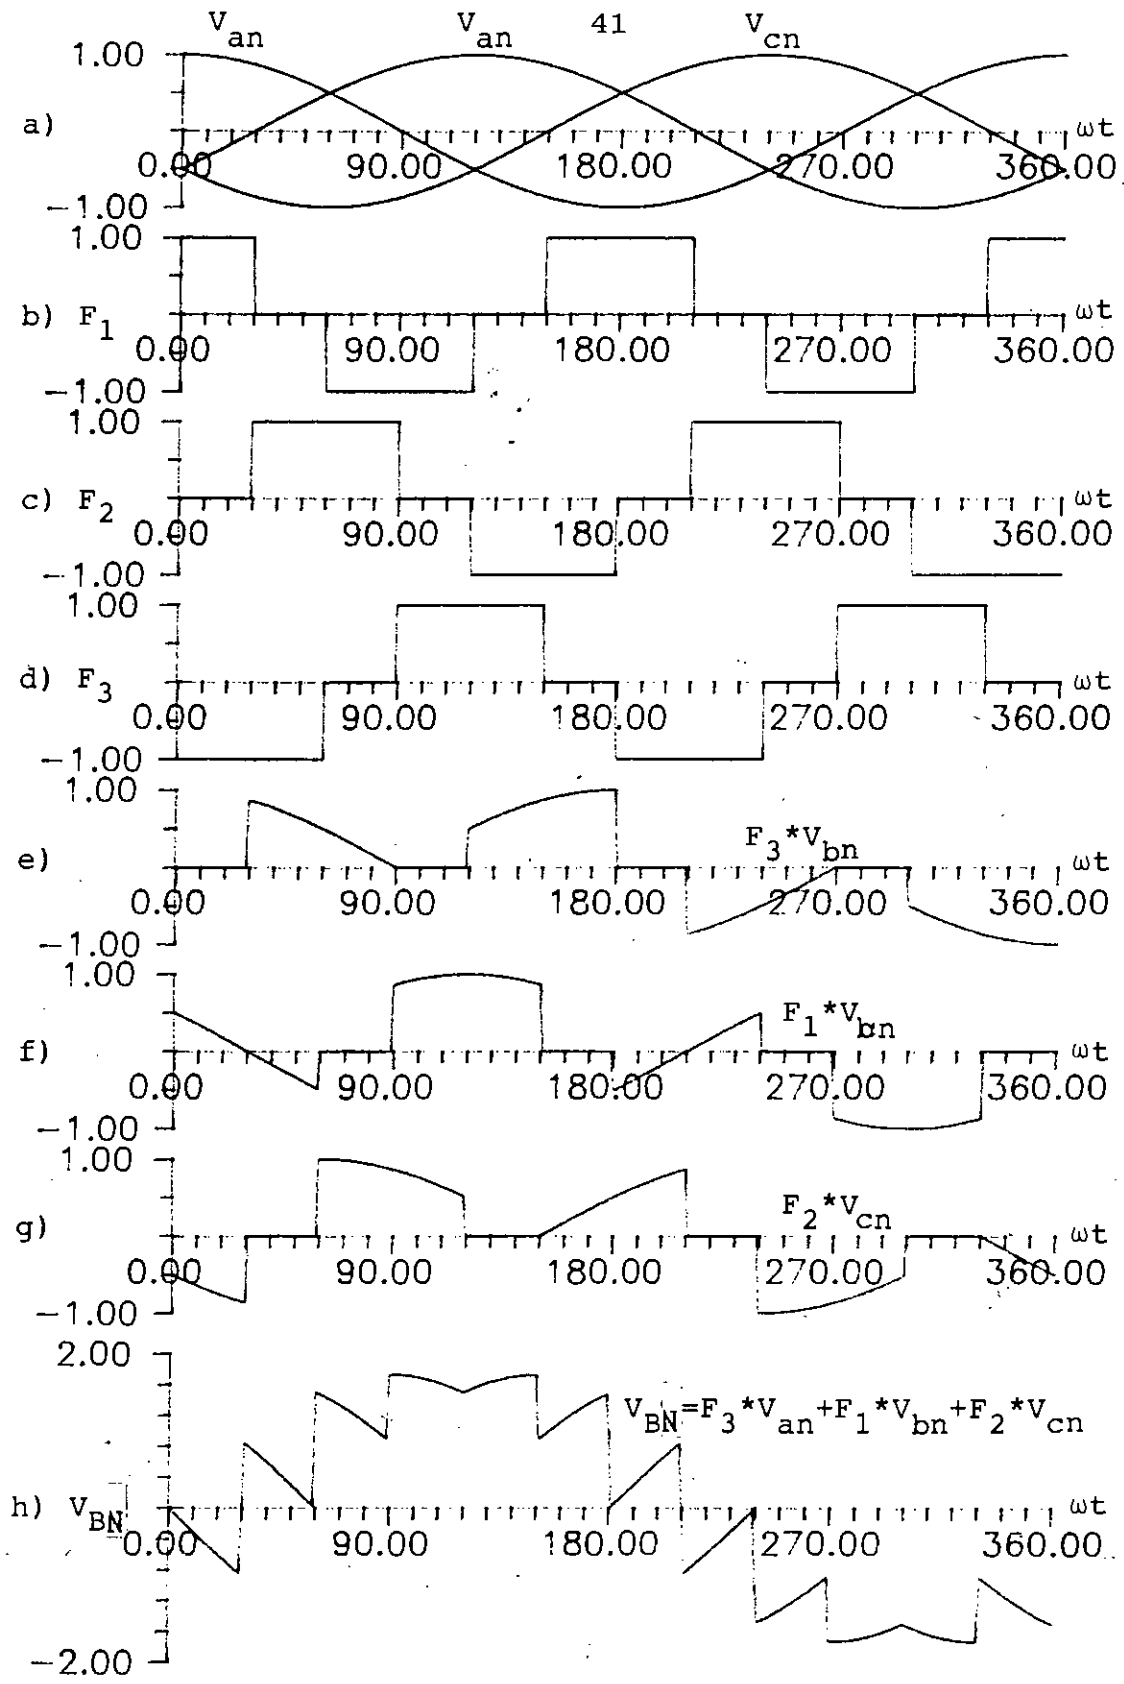 V_an V_an 41 V_cn
1.00
a) ωt
0.00 90.00 180.00 270.00 360.00
−1.00
1.00
b) F_1 ωt
0.00 90.00 180.00 270.00 360.00
−1.00
1.00
c) F_2 ωt
0.00 90.00 180.00 270.00 360.00
−1.00
1.00
d) F_3 ωt
0.00 90.00 180.00 270.00 360.00
−1.00
1.00
F_3*V_bn
e) ωt
0.00 90.00 180.00 270.00 360.00
−1.00
1.00
F_1*V_bn
f) ωt
0.00 90.00 180.00 270.00 360.00
−1.00
1.00
F_2*V_cn
g) ωt
0.00 90.00 180.00 270.00 360.00
−1.00
2.00
V_BN=F_3*V_an+F_1*V_bn+F_2*V_cn
h) V_BN ωt
0.00 90.00 180.00 270.00 360.00
−2.00